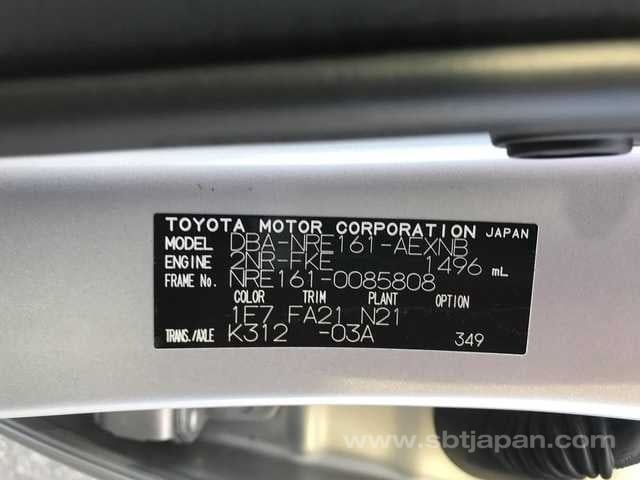 TOYOTA MOTOR CORPORATION JAPAN
MODEL DBA-NRE161-AEXNB
ENGINE 2NR-FKE 1496 mL
FRAME No. NRE161-0085808
COLOR TRIM PLANT OPTION
1E7 FA21 N21
TRANS./AXLE K312 -03A 349
www.sbtjapan.com